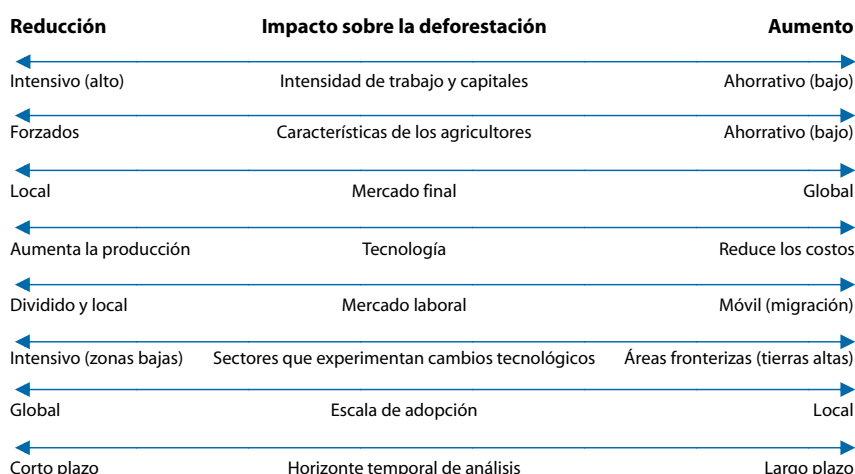 Reducción Impacto sobre la deforestación Aumento
Intensivo (alto) Intensidad de trabajo y capitales Ahorrativo (bajo)
Forzados Características de los agricultores Ahorrativo (bajo)
Local Mercado final Global
Aumenta la producción Tecnología Reduce los costos
Dividido y local Mercado laboral Móvil (migración)
Intensivo (zonas bajas) Sectores que experimentan cambios tecnológicos Áreas fronterizas (tierras altas)
Global Escala de adopción Local
Corto plazo Horizonte temporal de análisis Largo plazo